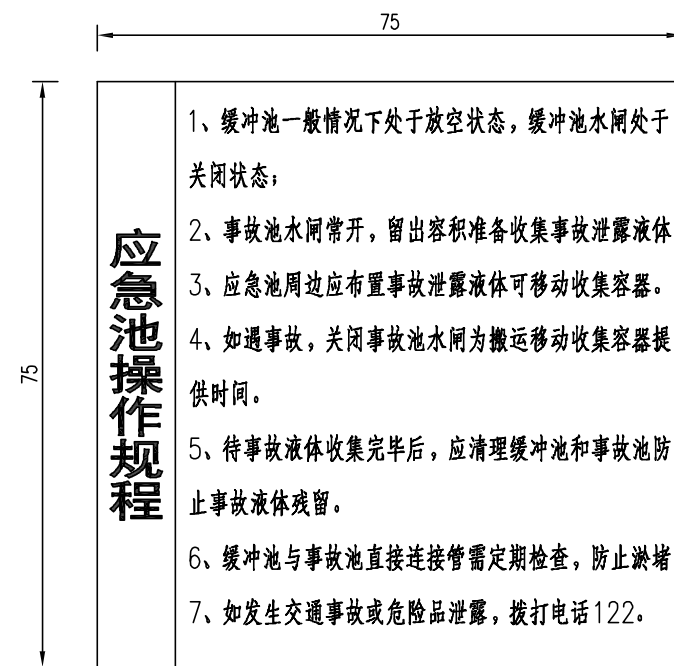 75
75
应急池操作规程
1、缓冲池一般情况下处于放空状态，缓冲池水闸处于
关闭状态；
2、事故池水闸常开，留出容积准备收集事故泄露液体
3、应急池周边应布置事故泄露液体可移动收集容器。
4、如遇事故，关闭事故池水闸为搬运移动收集容器提
供时间。
5、待事故液体收集完毕后，应清理缓冲池和事故池防
止事故液体残留。
6、缓冲池与事故池直接连接管需定期检查，防止淤堵
7、如发生交通事故或危险品泄露，拨打电话122。